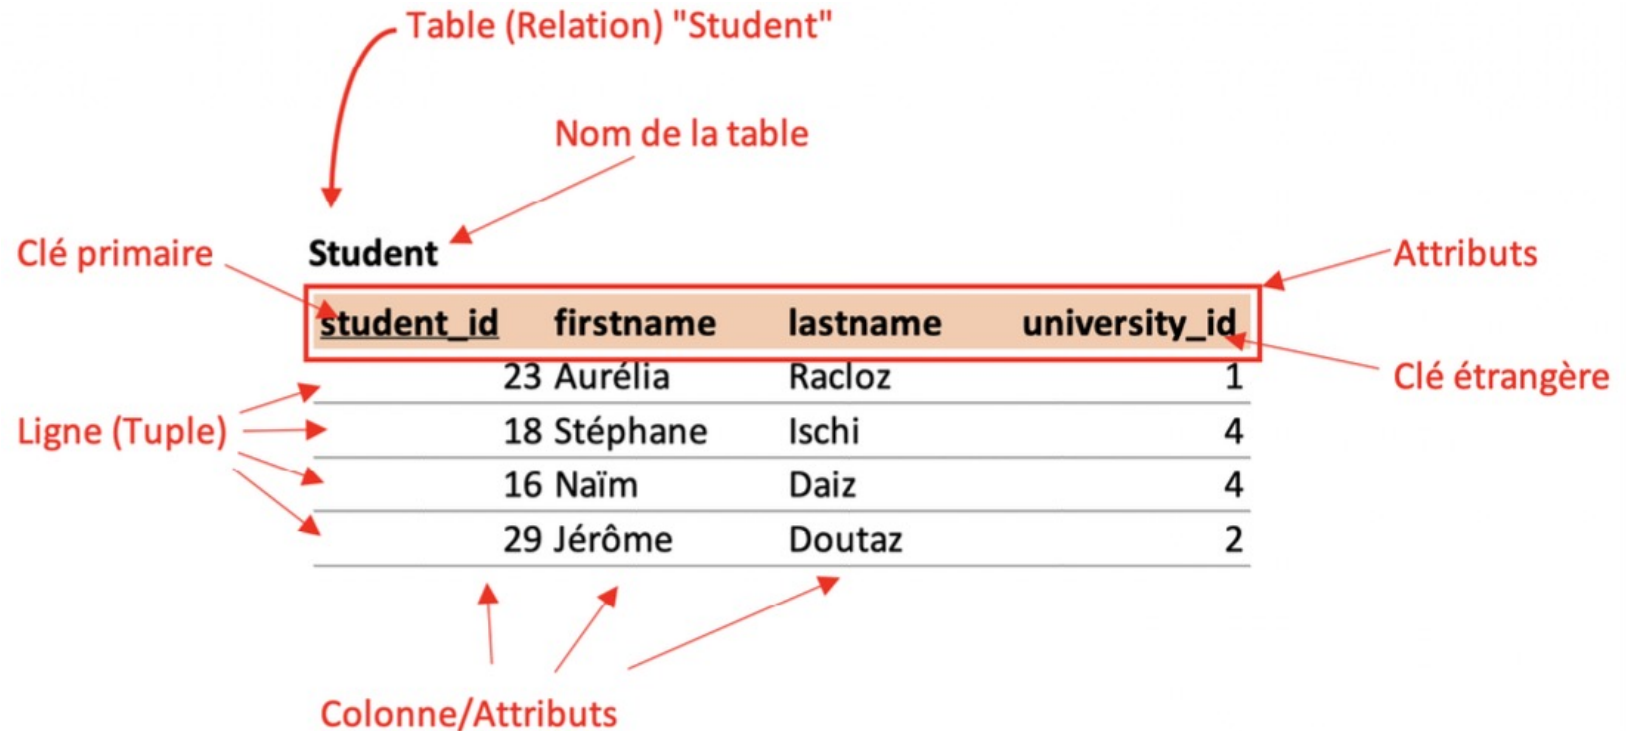 Table (Relation) "Student"
Nom de la table
Clé primaire
Student
Attributs
student_id firstname lastname university_id
Clé étrangère
23 Aurélia Racloz 1
Ligne (Tuple)
18 Stéphane Ischi 4
16 Naïm Daiz 4
29 Jérôme Doutaz 2
Colonne/Attributs